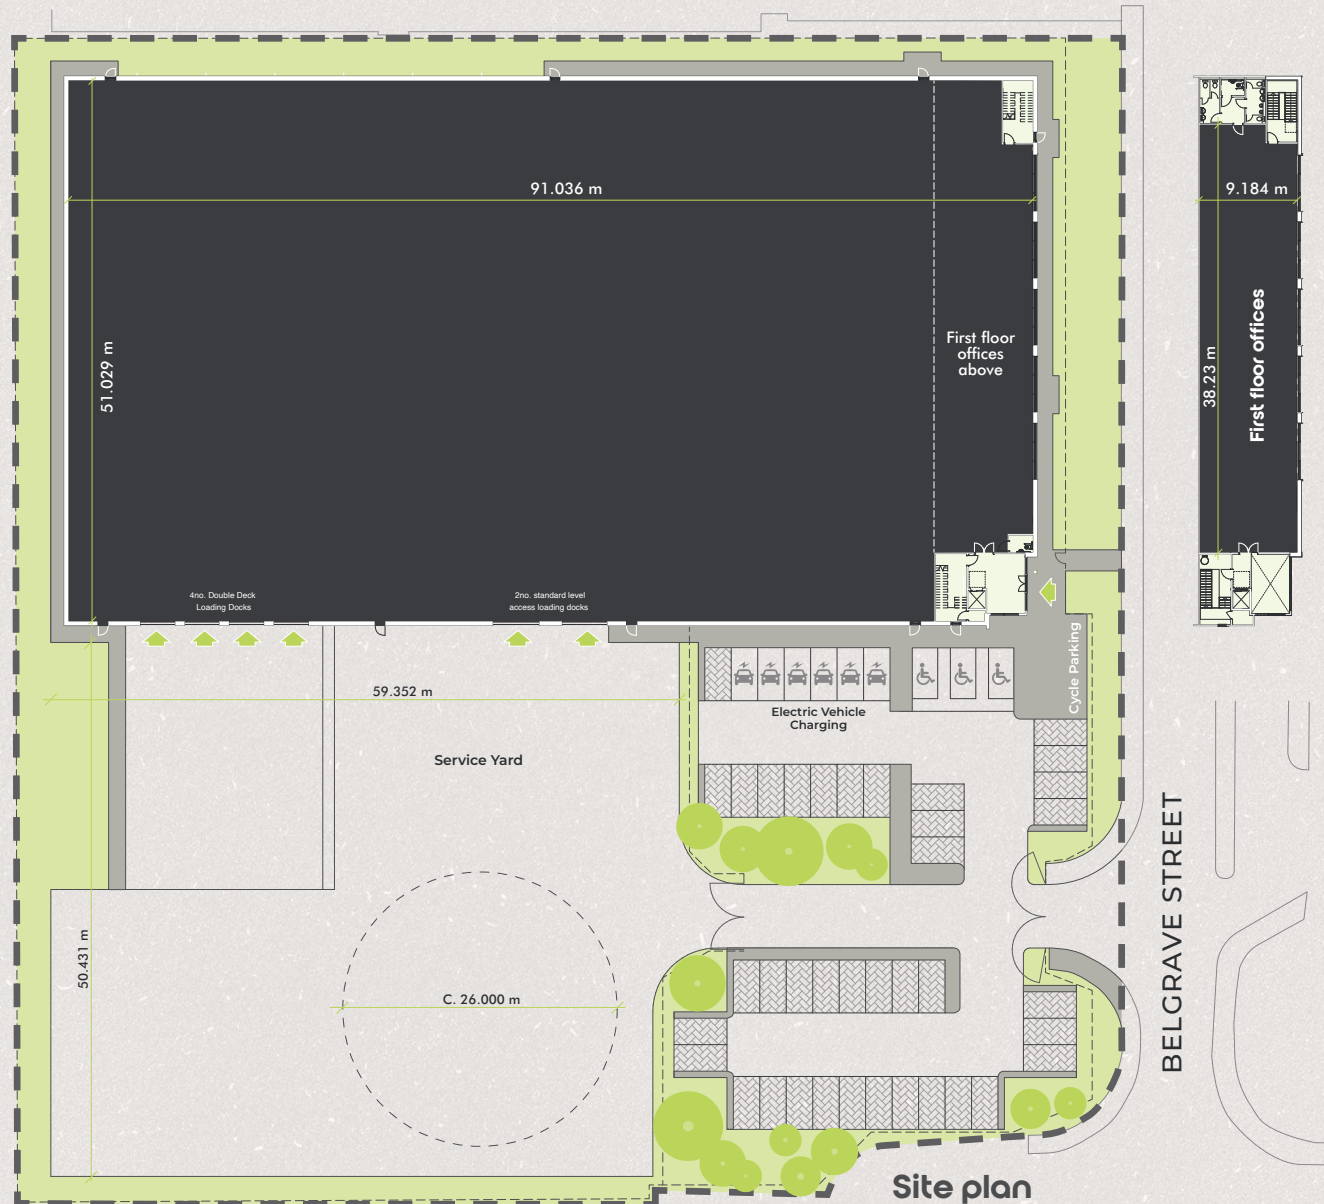 91.036 m
9.184 m
51.029 m
First floor
offices
above
38.23 m
First floor offices
4no. Double Deck
Loading Docks
2no. standard level
access loading docks
59.352 m
Service Yard
Electric Vehicle
Charging
Cycle Parking
50.431 m
C. 26.000 m
BELGRAVE STREET
Site plan